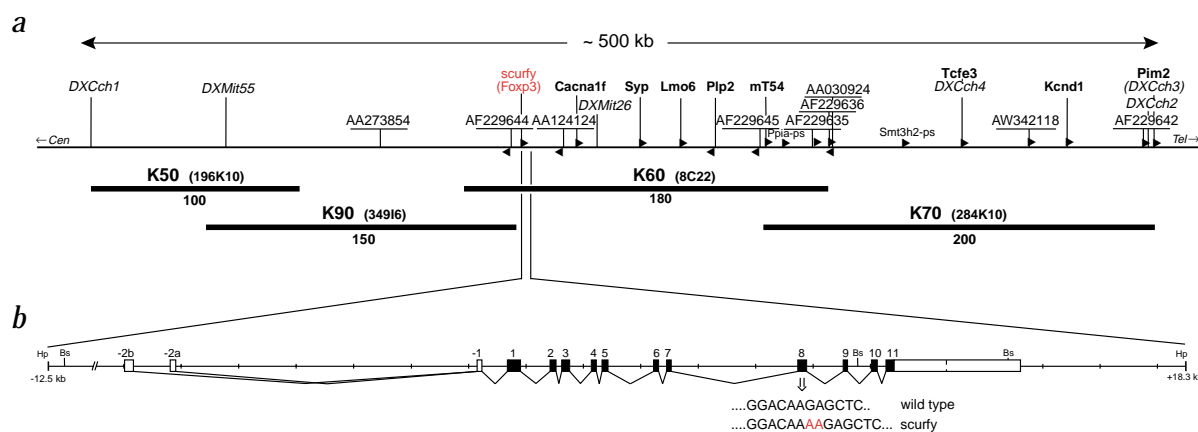 a
~ 500 kb
scurfy
(Foxp3)
DXCch1
DXMit55
Cacna1f
DXMit26
Syp
Lmo6
Plp2
mT54
AA030924
AF229636
Tcfe3
DXCch4
Kcnd1
Pim2
(DXCch3)
DXCch2
AA273854
AF229644
AA124124
AF229645
AF229635
AW342118
AF229642
Ppia-ps
Smt3h2-ps
←Cen
Tel→
K50 (196K10)
100
K60 (8C22)
180
K90 (349I6)
150
K70 (284K10)
200
b
Hp
Bs
-2b
-2a
-1
1
2
3
4
5
6
7
8
9
Bs
10
11
Bs
Hp
-12.5 kb
+18.3 k
....GGACAAGAGCTC.. wild type
....GGACAAAAGAGCTC... scurfy